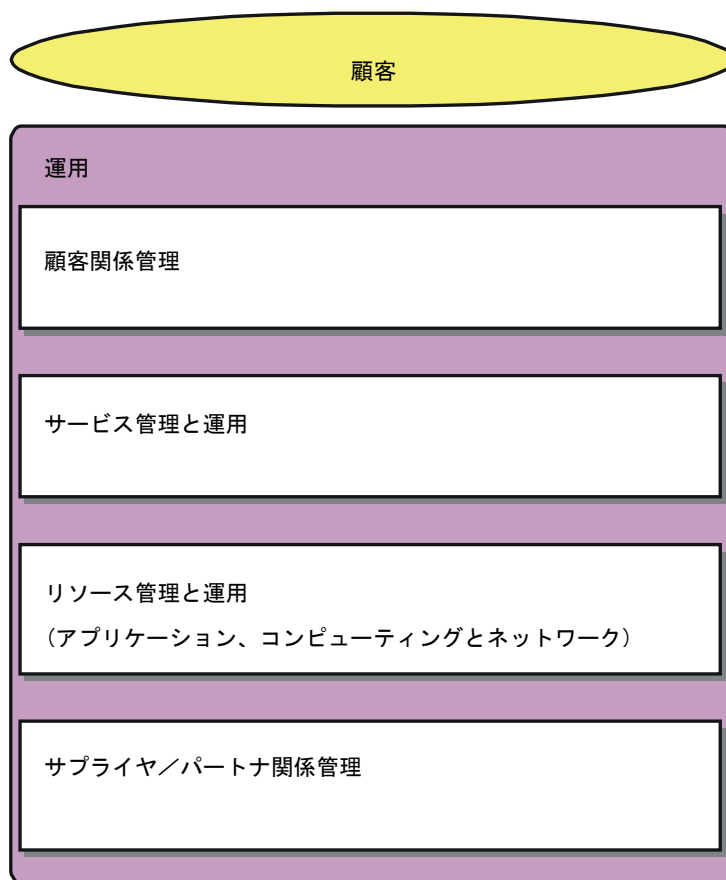 顧客
運用
顧客関係管理
サービス管理と運用
リソース管理と運用
(アプリケーション、コンピューティングとネットワーク)
サプライヤ／パートナ関係管理